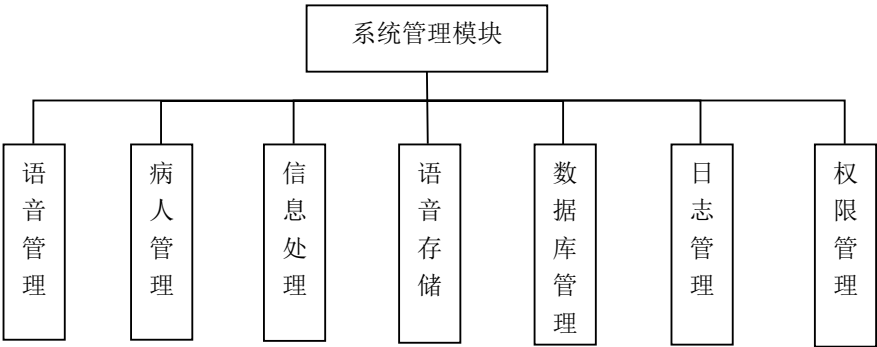 系统管理模块
语音管理
病人管理
信息处理
语音存储
数据库管理
日志管理
权限管理